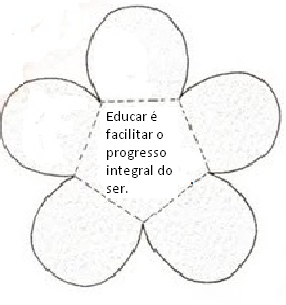 Educar é
facilitar o
progresso
integral do
ser.